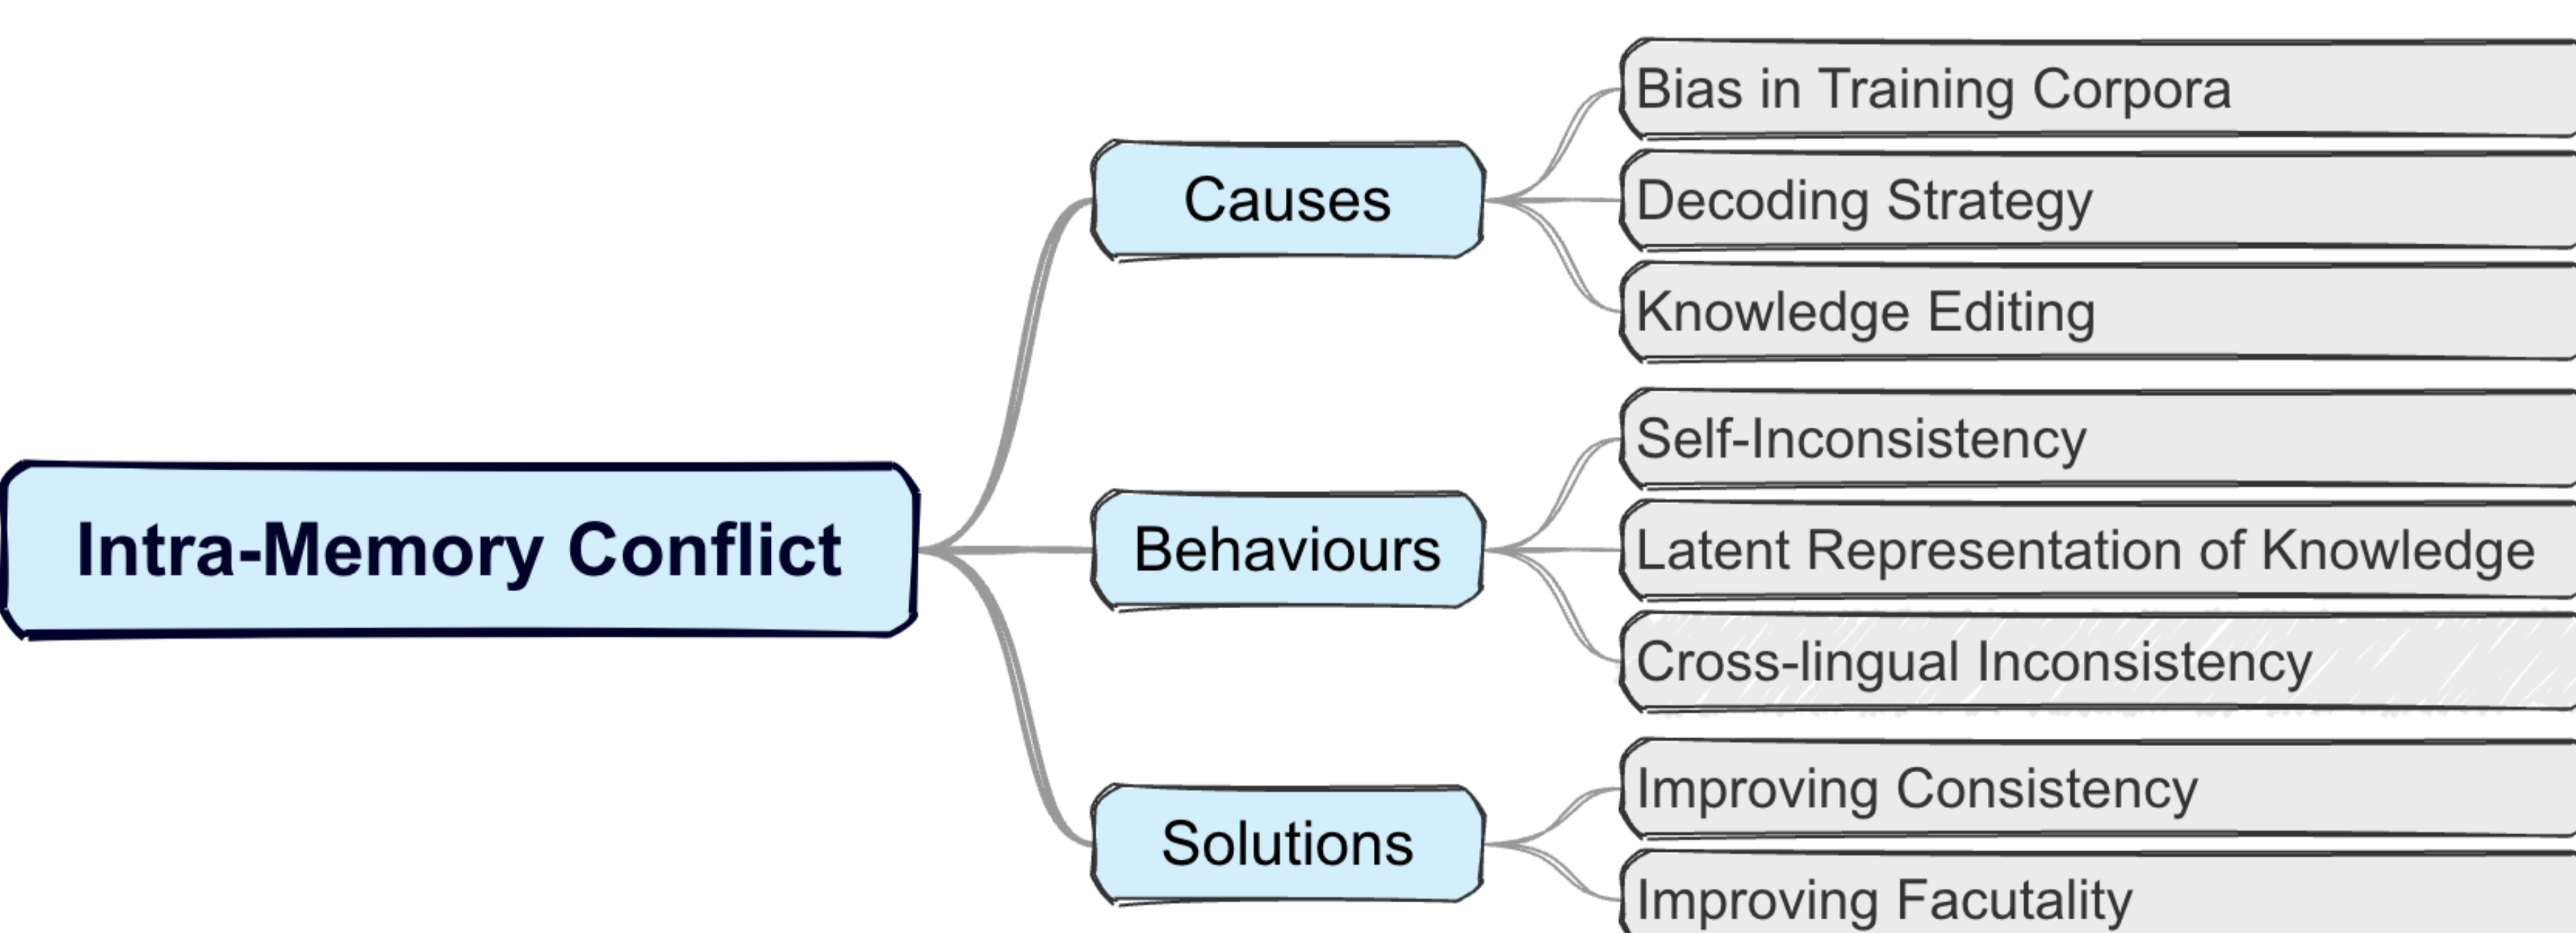 Intra-Memory Conflict
Causes
Bias in Training Corpora
Decoding Strategy
Knowledge Editing
Behaviours
Self-Inconsistency
Latent Representation of Knowledge
Cross-lingual Inconsistency
Solutions
Improving Consistency
Improving Facutality